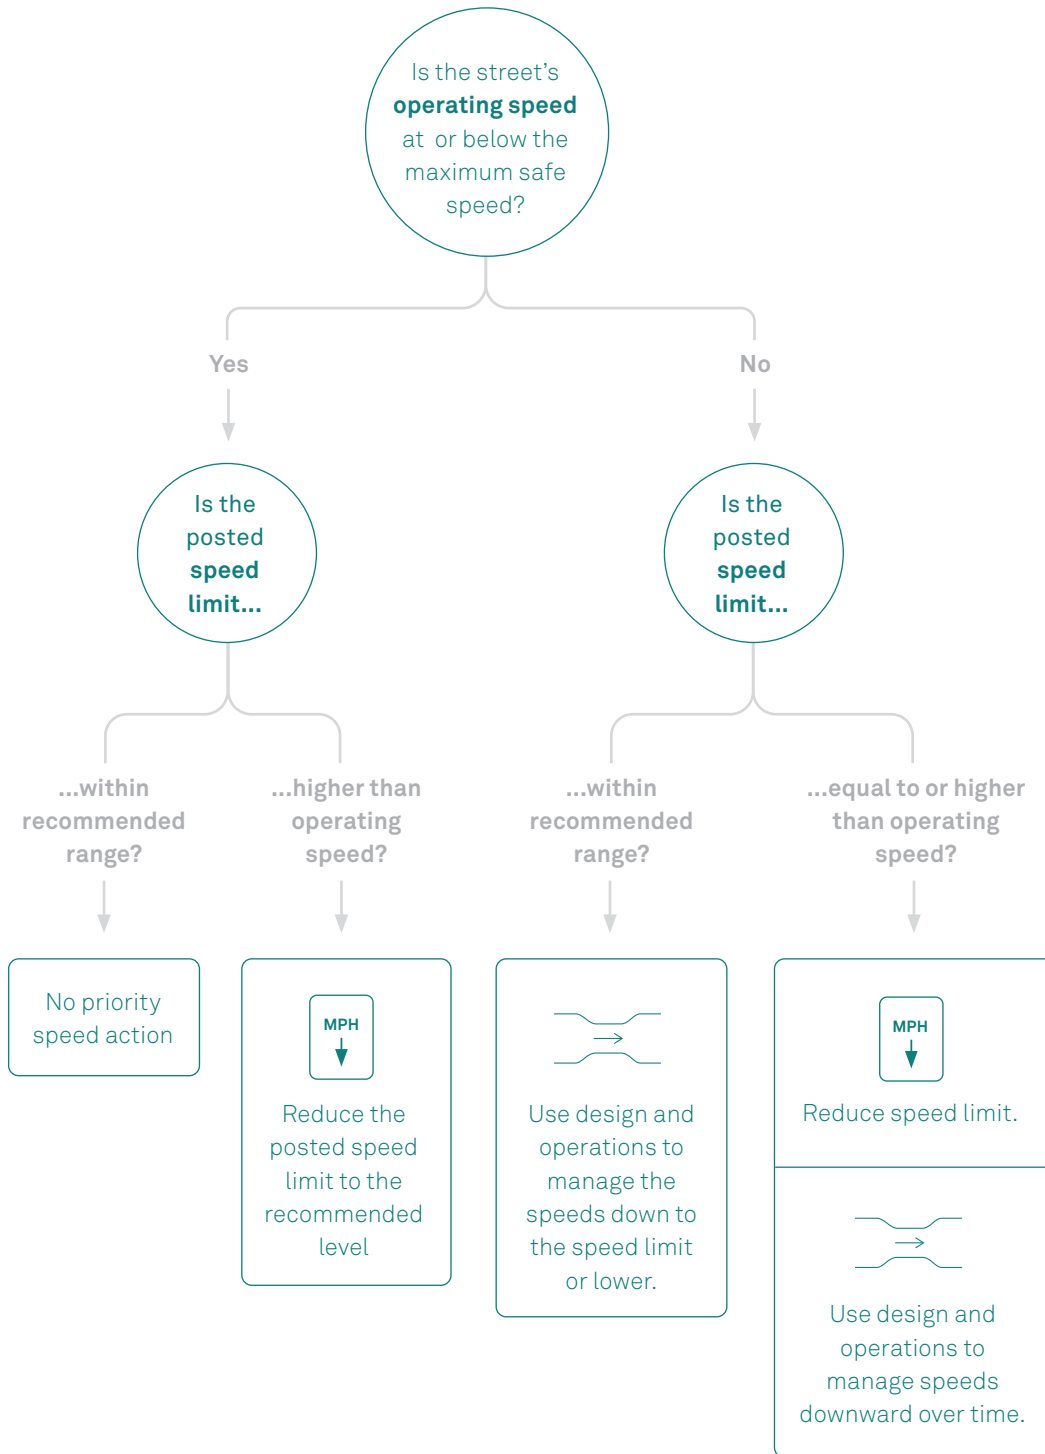 Is the street's
operating speed
at or below the
maximum safe
speed?
Yes
No
Is the
posted
speed
limit...
Is the
posted
speed
limit...
...within
recommended
range?
...higher than
operating
speed?
...within
recommended
range?
...equal to or higher
than operating
speed?
No priority
speed action
MPH
Reduce the
posted speed
limit to the
recommended
level
Use design and
operations to
manage the
speeds down to
the speed limit
or lower.
MPH
Reduce speed limit.
Use design and
operations to
manage speeds
downward over time.